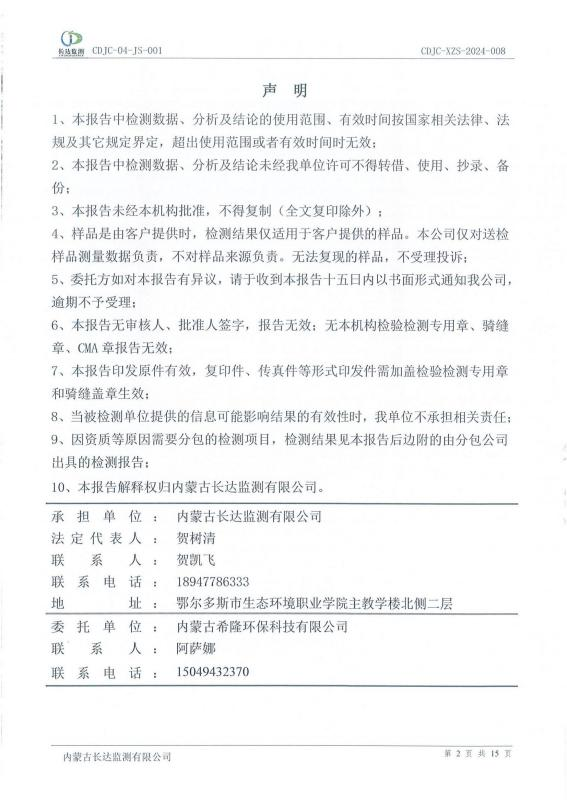 长达监测 CDJC-04-JS-001 CDJC-XZS-2024-008
声 明
1、本报告中检测数据、分析及结论的使用范围、有效时间按国家相关法律、法
规及其它规定界定，超出使用范围或者有效时间时无效；
2、本报告中检测数据、分析及结论未经我单位许可不得转借、使用、抄录、备
份；
3、本报告未经本机构批准，不得复制（全文复印除外）；
4、样品是由客户提供时，检测结果仅适用于客户提供的样品。本公司仅对送检
样品测量数据负责，不对样品来源负责。无法复现的样品，不受理投诉；
5、委托方如对本报告有异议，请于收到本报告十五日内以书面形式通知我公司，
逾期不予受理；
6、本报告无审核人、批准人签字，报告无效；无本机构检验检测专用章、骑缝
章、CMA 章报告无效；
7、本报告印发原件有效，复印件、传真件等形式印发件需加盖检验检测专用章
和骑缝盖章生效；
8、当被检测单位提供的信息可能影响结果的有效性时，我单位不承担相关责任；
9、因资质等原因需要分包的检测项目，检测结果见本报告后边附的由分包公司
出具的检测报告；
10、本报告解释权归内蒙古长达监测有限公司。
承 担 单 位 ： 内蒙古长达监测有限公司
法 定 代 表 人 ： 贺树清
联 系 人 ： 贺凯飞
联 系 电 话 ： 18947786333
地 址 ： 鄂尔多斯市生态环境职业学院主教学楼北侧二层
委 托 单 位 ： 内蒙古希隆环保科技有限公司
联 系 人 ： 阿萨娜
联 系 电 话 ： 15049432370
内蒙古长达监测有限公司 第 2 页 共 15 页